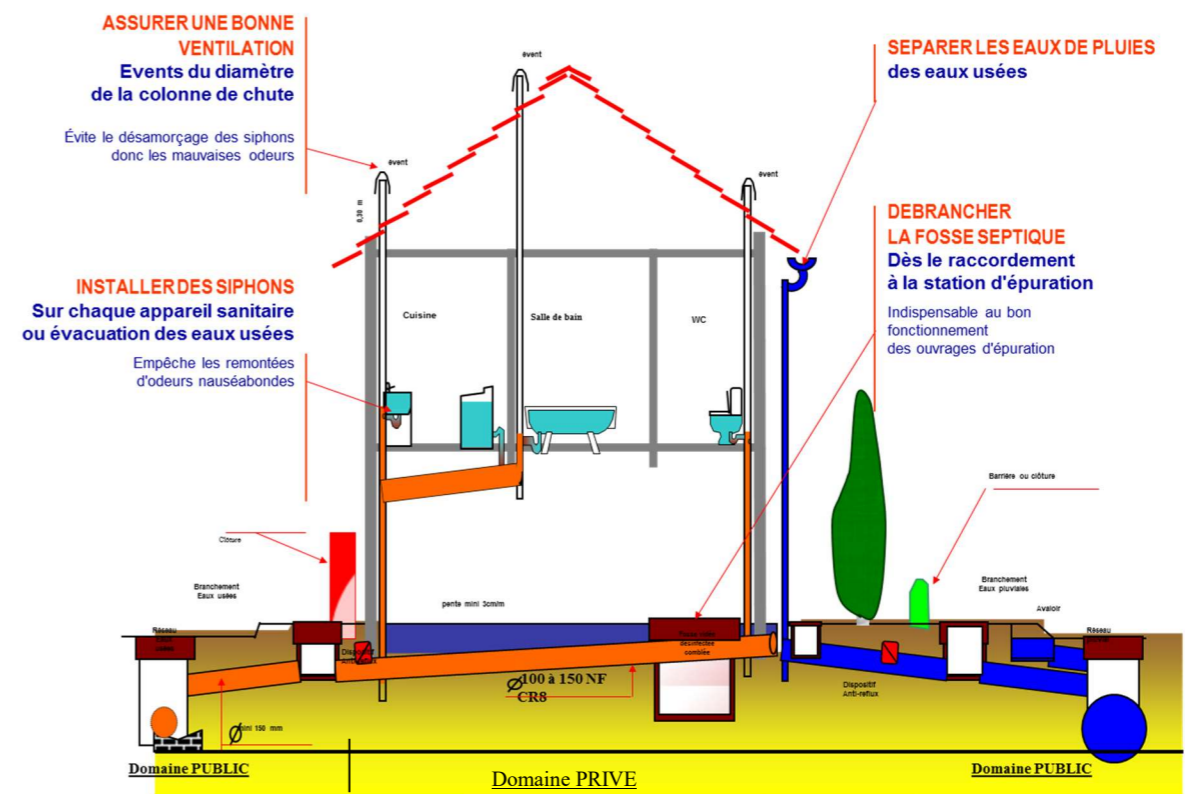 ASSURER UNE BONNE
VENTILATION
Events du diamètre
de la colonne de chute
Évite le désamorçage des siphons
donc les mauvaises odeurs
évent
évent
évent
0,30 m
SEPARER LES EAUX DE PLUIES
des eaux usées
DEBRANCHER
LA FOSSE SEPTIQUE
Dès le raccordement
à la station d'épuration
Indispensable au bon
fonctionnement
des ouvrages d'épuration
INSTALLER DES SIPHONS
Sur chaque appareil sanitaire
ou évacuation des eaux usées
Empêche les remontées
d'odeurs nauséabondes
Cuisine
Salle de bain
WC
Barrière ou clôture
Clôture
Branchement
Eaux usées
Branchement
Eaux pluviales
Avaloir
pente mini 3cm/m
Réseau
Eaux
usées
Dispositif
désinfectée
comblée
Réseau
Dispositif
Anti-reflux
Ø 100 à 150 NF
CR8
Ø mini 150 mm
Domaine PUBLIC
Domaine PRIVE
Domaine PUBLIC